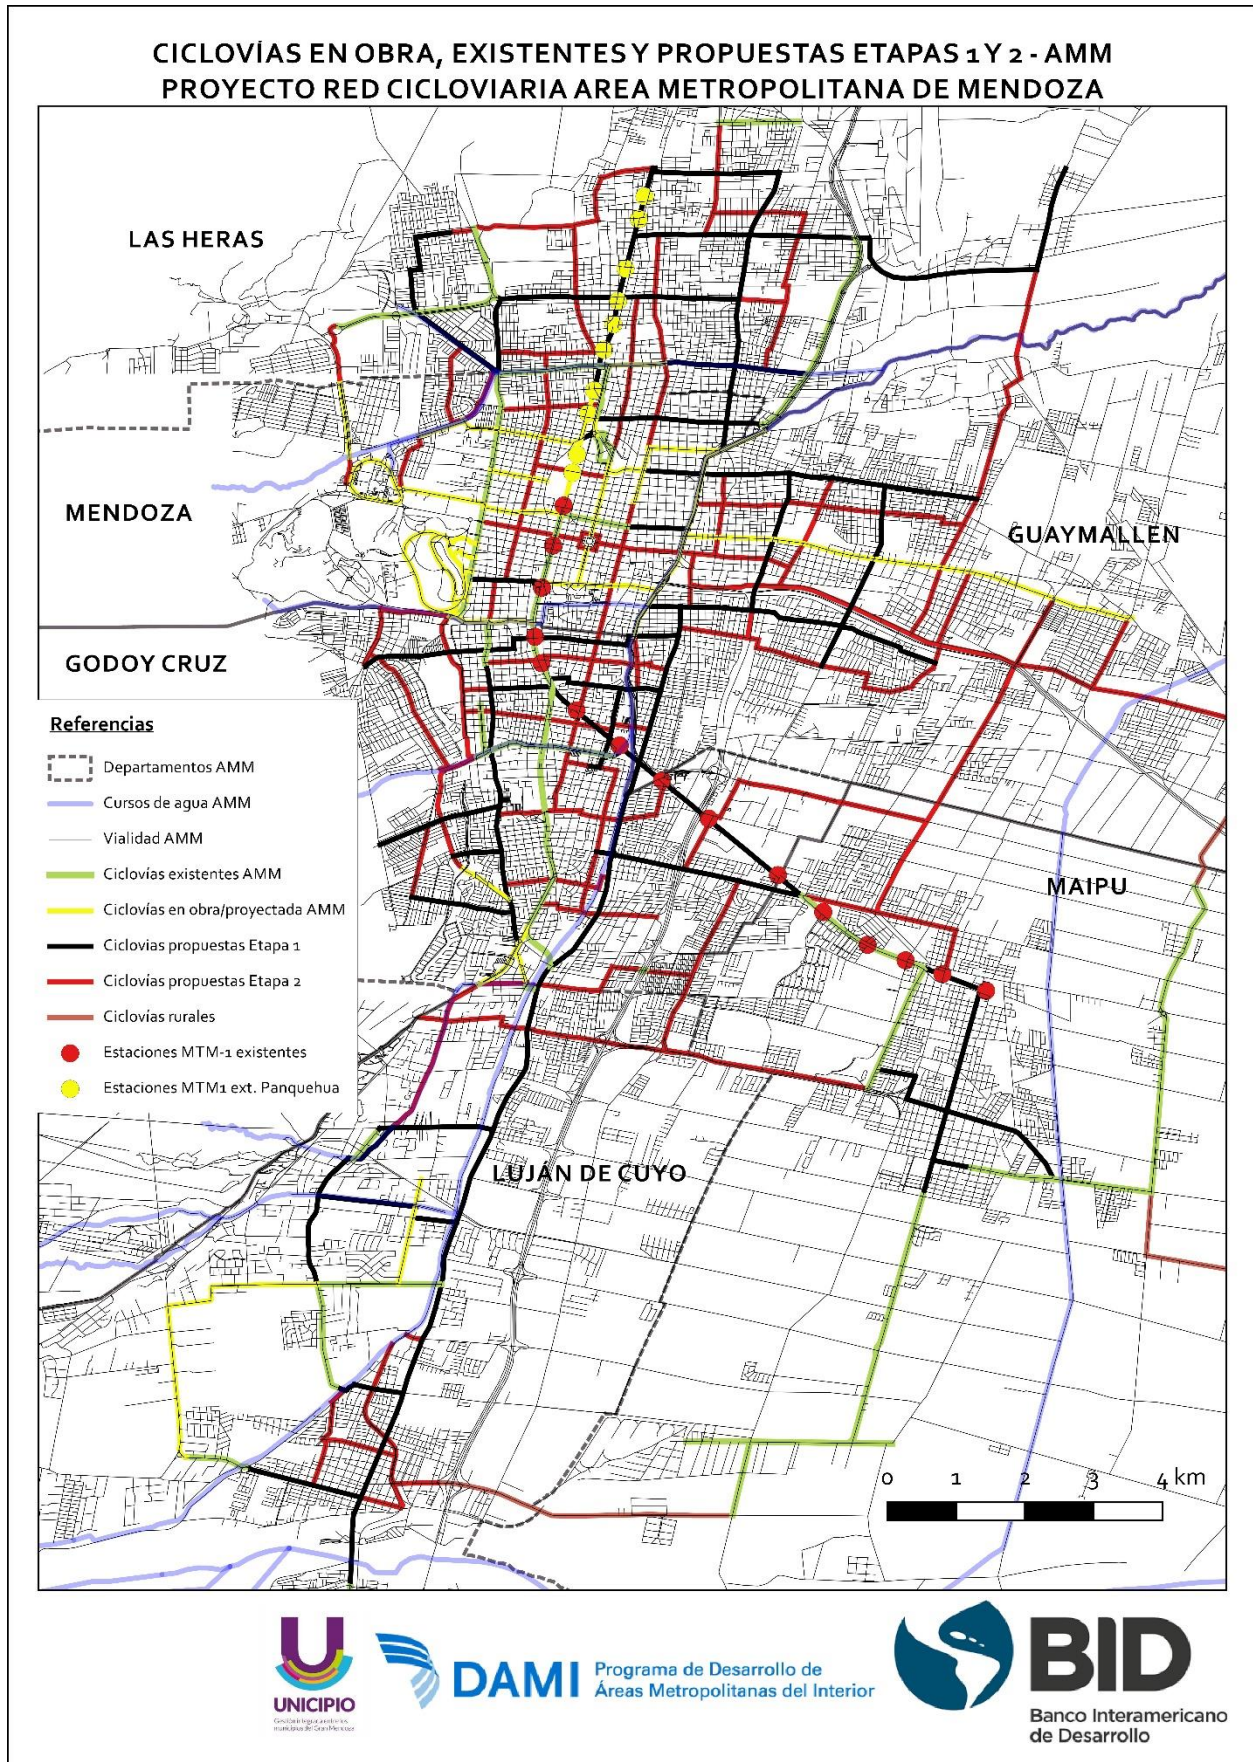 CICLOVÍAS EN OBRA, EXISTENTES Y PROPUESTAS ETAPAS 1 Y 2 - AMM
PROYECTO RED CICLOVIARIA AREA METROPOLITANA DE MENDOZA
LAS HERAS
MENDOZA
GUAYMALLEN
GODOY CRUZ
Referencias
Departamentos AMM
Cursos de agua AMM
Vialidad AMM
Ciclovías existentes AMM
Ciclovías en obra/proyectada AMM
Ciclovias propuestas Etapa 1
Ciclovías propuestas Etapa 2
Ciclovías rurales
Estaciones MTM-1 existentes
Estaciones MTM1 ext. Panquehua
MAIPU
LUJÁN DE CUYO
0 1 2 3 4 km
UNICIPIO
DAMI
Programa de Desarrollo de
Áreas Metropolitanas del Interior
BID
Banco Interamericano
de Desarrollo